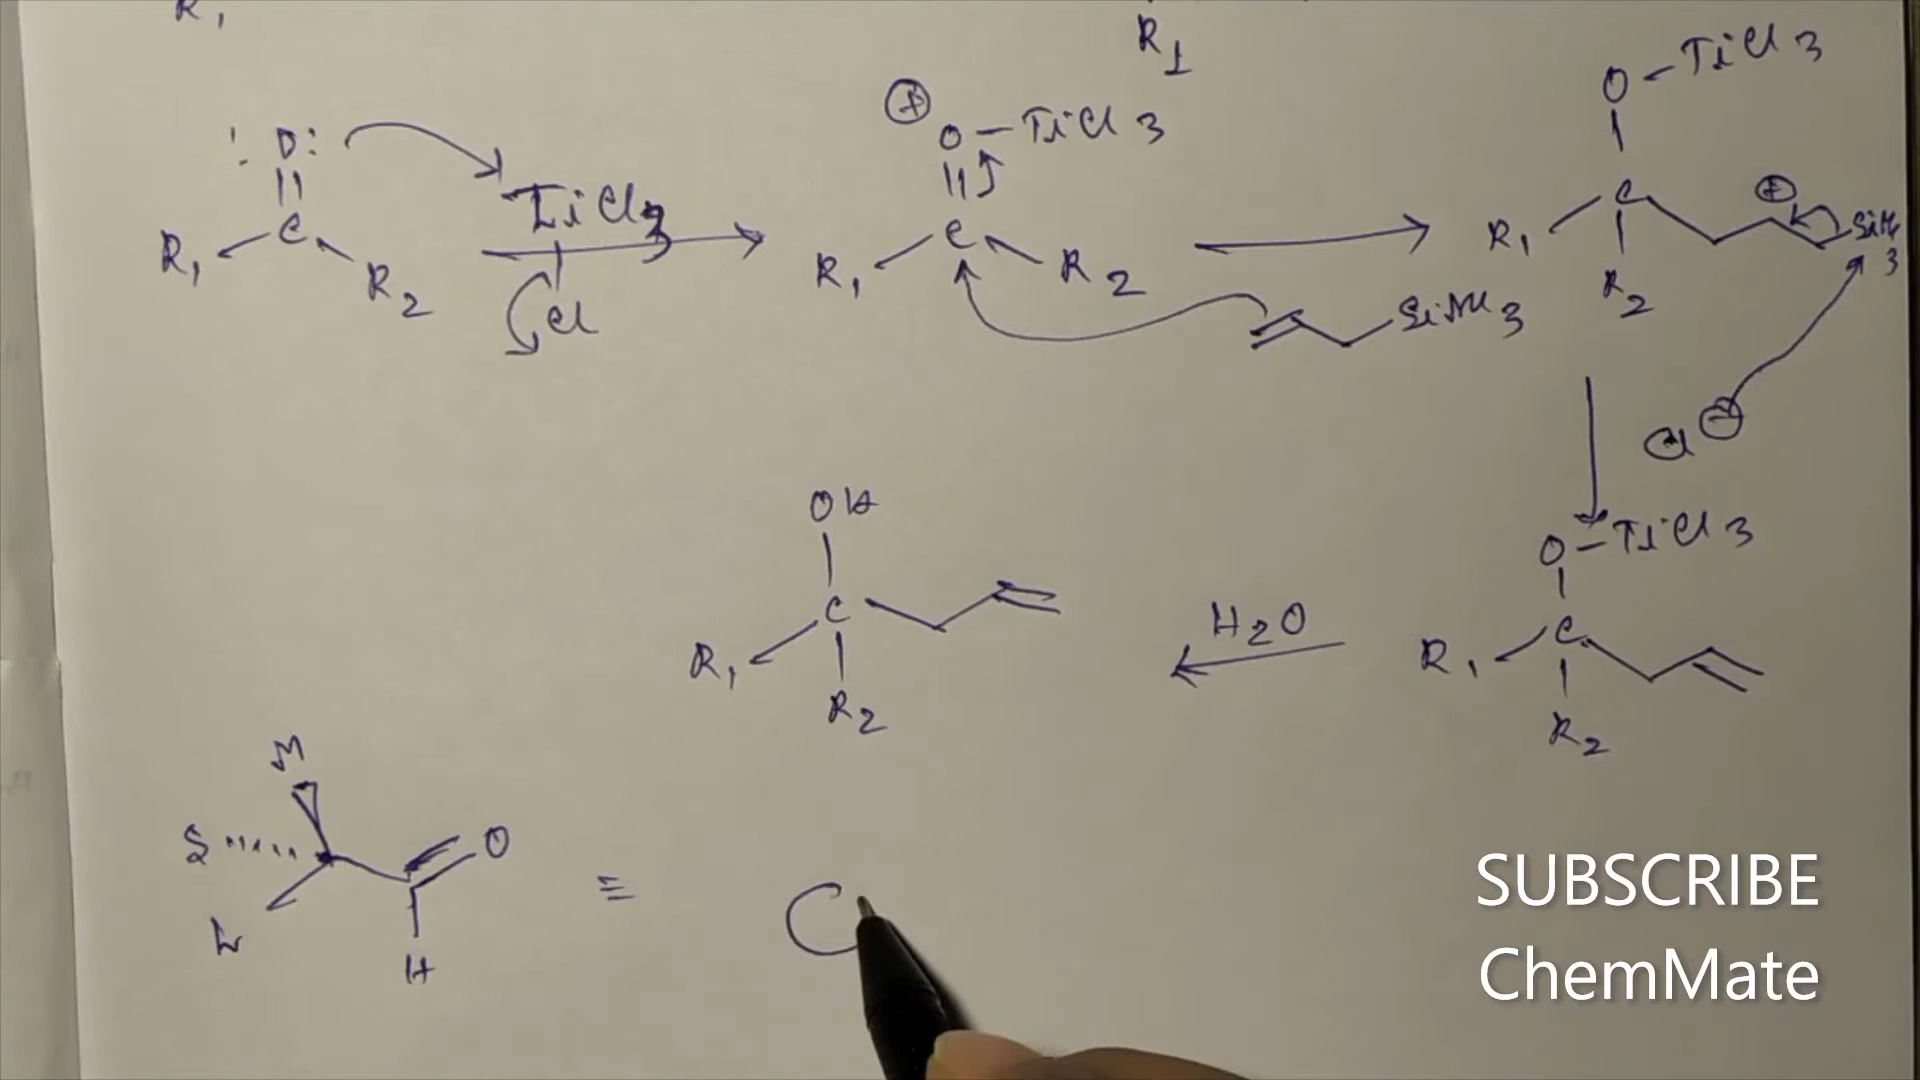 R1
R1
:O:
C
R1
R2
TiCl3
Cl
⊕
O-TiCl3
C
R1
R2
SiMe3
O-TiCl3
C
R1
R2
⊕
SiMe3
Cl⊖
O-TiCl3
C
R1
R2
H2O
OH
C
R1
R2
M
S
L
O
H
≡
SUBSCRIBE
ChemMate